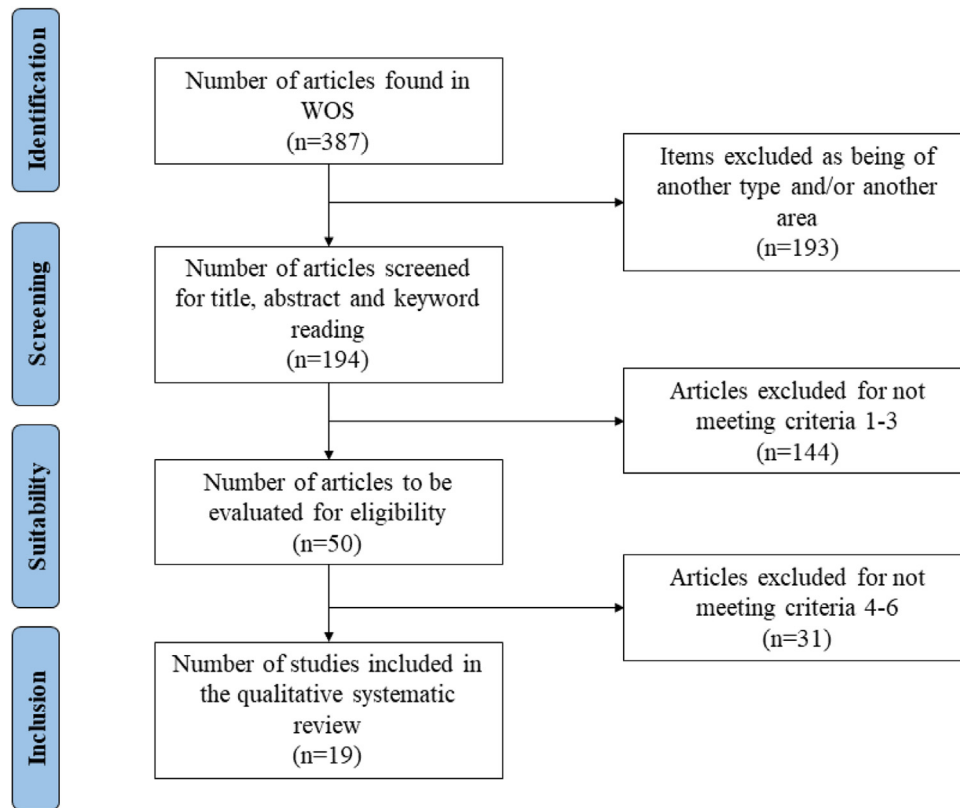 Identification
Number of articles found in
WOS
(n=387)
Items excluded as being of
another type and/or another
area
(n=193)
Screening
Number of articles screened
for title, abstract and keyword
reading
(n=194)
Articles excluded for not
meeting criteria 1-3
(n=144)
Suitability
Number of articles to be
evaluated for eligibility
(n=50)
Articles excluded for not
meeting criteria 4-6
(n=31)
Inclusion
Number of studies included in
the qualitative systematic
review
(n=19)